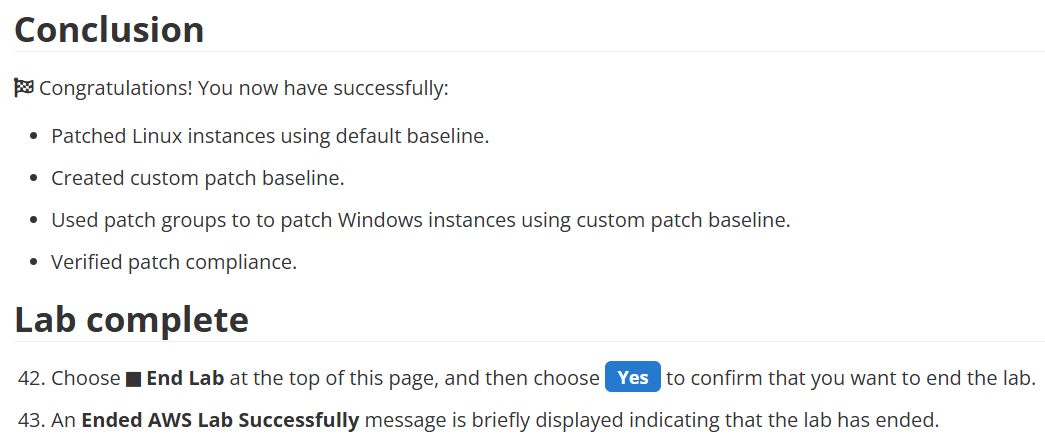 Conclusion
Congratulations! You now have successfully:
• Patched Linux instances using default baseline.
• Created custom patch baseline.
• Used patch groups to to patch Windows instances using custom patch baseline.
• Verified patch compliance.
Lab complete
42. Choose ■ End Lab at the top of this page, and then choose Yes to confirm that you want to end the lab.
43. An Ended AWS Lab Successfully message is briefly displayed indicating that the lab has ended.